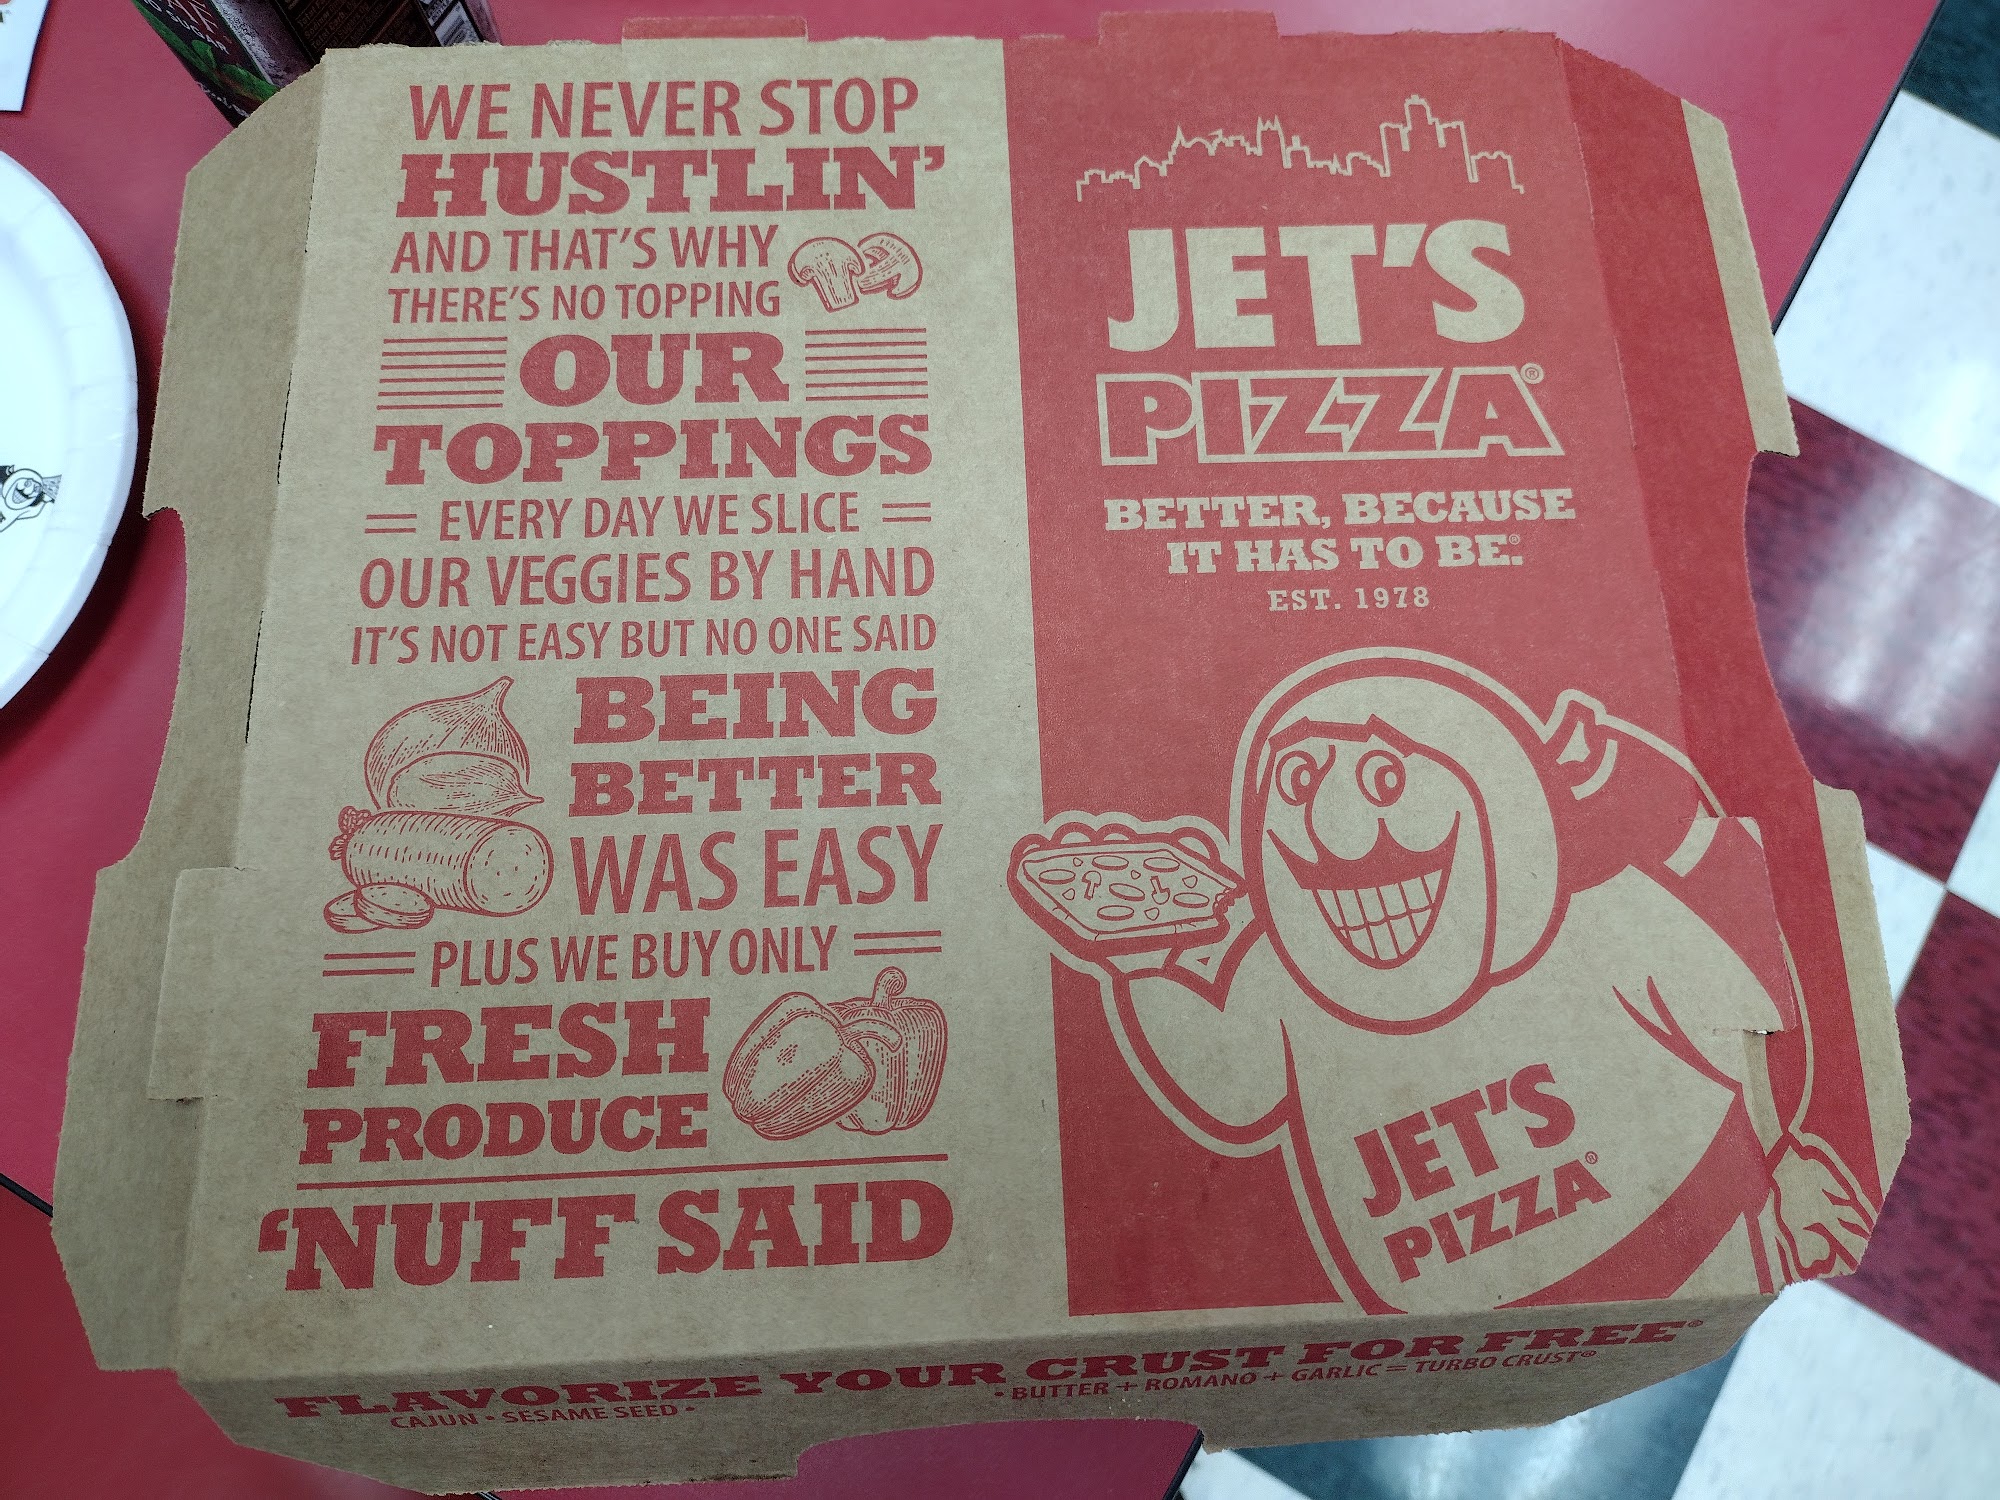 WE NEVER STOP
HUSTLIN'
AND THAT'S WHY
THERE'S NO TOPPING
OUR
TOPPINGS
EVERY DAY WE SLICE
OUR VEGGIES BY HAND
IT'S NOT EASY BUT NO ONE SAID
BEING
BETTER
WAS EASY
PLUS WE BUY ONLY
FRESH
PRODUCE
'NUFF SAID
JET'S
PIZZA®
BETTER, BECAUSE
IT HAS TO BE.®
EST. 1978
JET'S
PIZZA®
FLAVORIZE YOUR CRUST FOR FREE®
CAJUN • SESAME SEED • • BUTTER + ROMANO + GARLIC = TURBO CRUST®
SUGAR